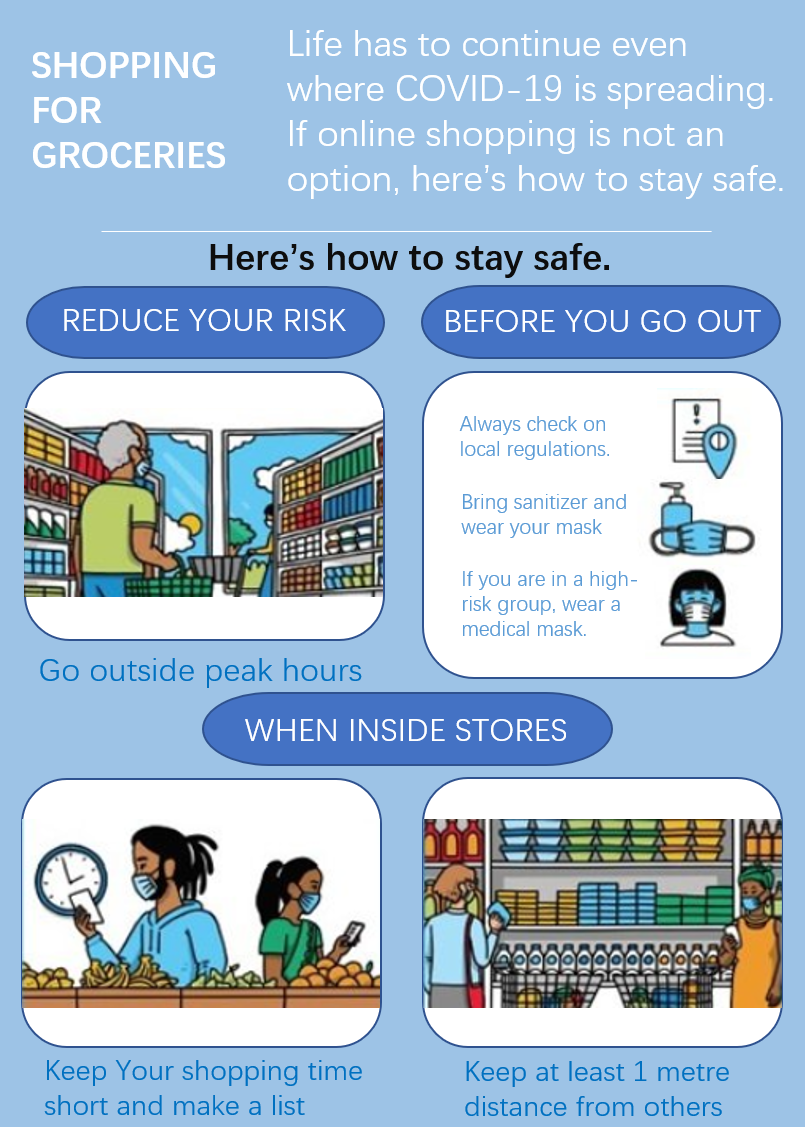 SHOPPING
FOR
GROCERIES
Life has to continue even
where COVID-19 is spreading.
If online shopping is not an
option, here's how to stay safe.
Here's how to stay safe.
REDUCE YOUR RISK
Go outside peak hours
BEFORE YOU GO OUT
Always check on
local regulations.
Bring sanitizer and
wear your mask
If you are in a high-
risk group, wear a
medical mask.
WHEN INSIDE STORES
Keep Your shopping time
short and make a list
Keep at least 1 metre
distance from others